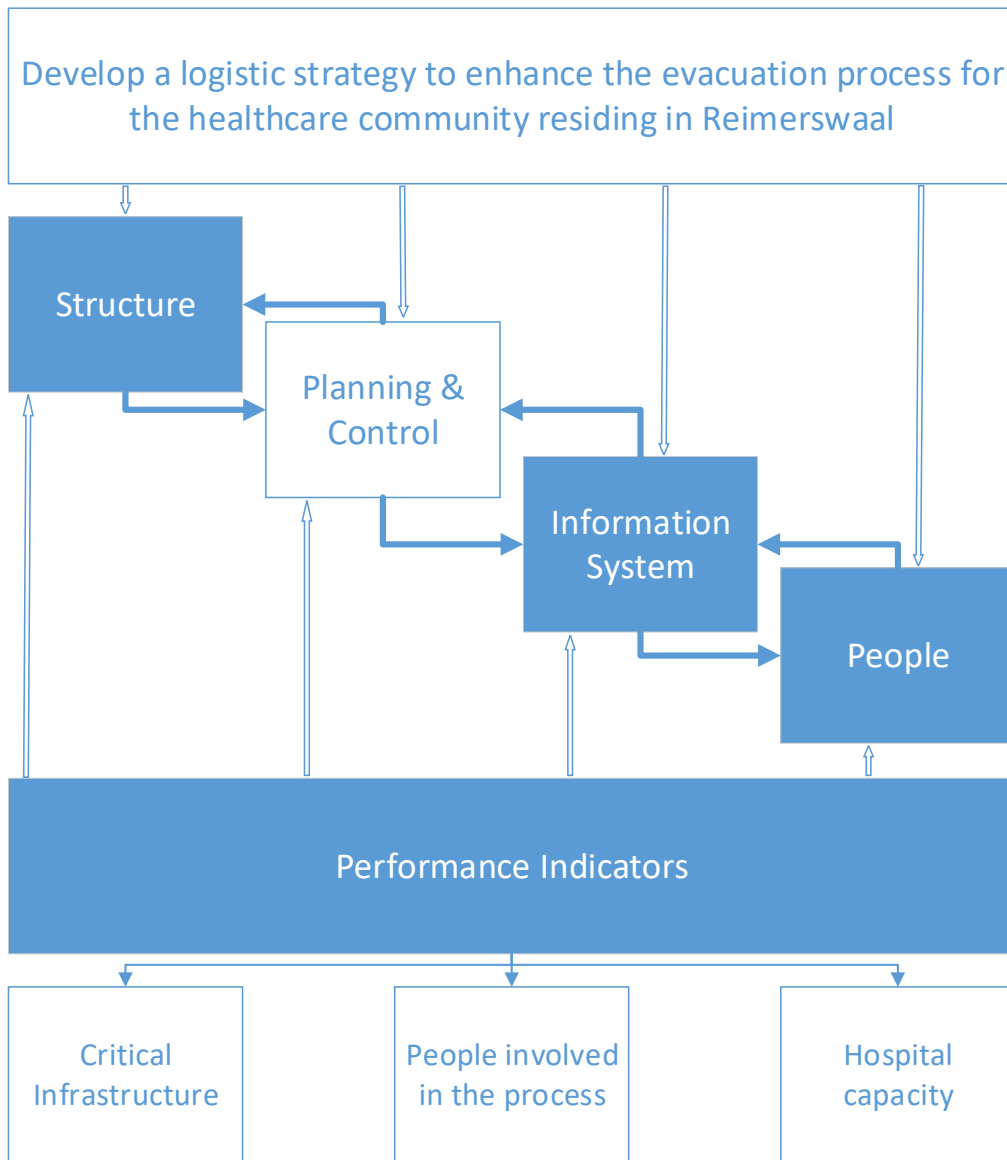 Develop a logistic strategy to enhance the evacuation process for
the healthcare community residing in Reimerswaal
Structure
Planning &
Control
Information
System
People
Performance Indicators
Critical
Infrastructure
People involved
in the process
Hospital
capacity